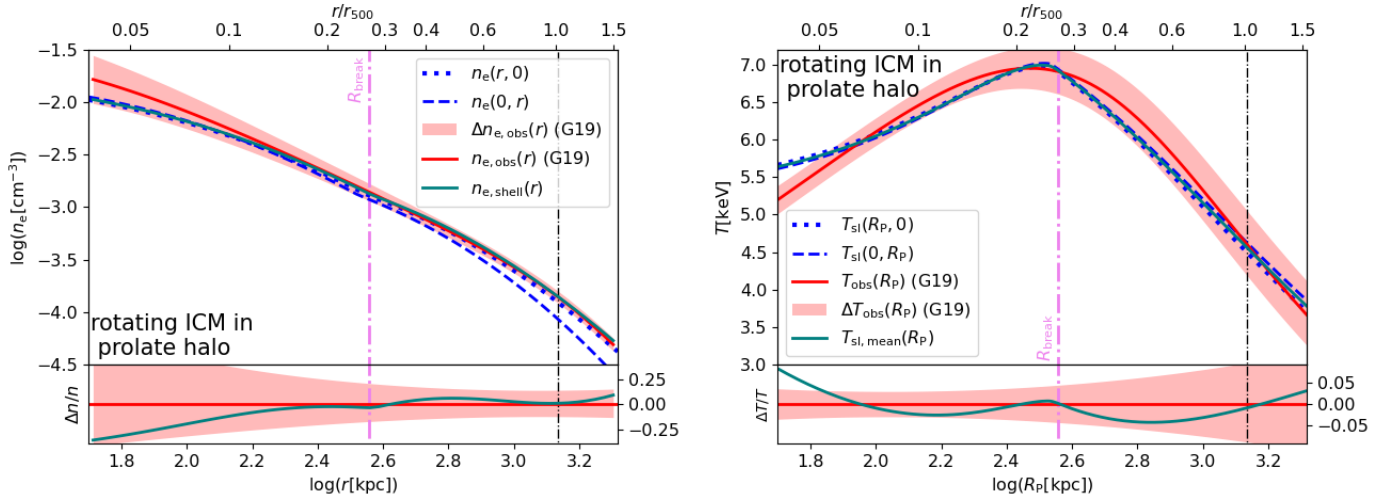 r/r500
0.05 0.1 0.2 0.3 0.4 0.6 1.0 1.5
−1.5
−2.0
−2.5
−3.0
−3.5
−4.0
−4.5
log(ne[cm−3])
Rbreak
ne(r, 0)
ne(0, r)
Δne, obs(r) (G19)
ne, obs(r) (G19)
ne, shell(r)
rotating ICM in
prolate halo
Δn/n
0.25
0.00
−0.25
1.8 2.0 2.2 2.4 2.6 2.8 3.0 3.2
log(r[kpc])
r/r500
0.05 0.1 0.2 0.3 0.4 0.6 1.0 1.5
rotating ICM in
prolate halo
7.0
6.5
6.0
5.5
5.0
4.5
4.0
3.5
3.0
T[keV]
Tsl(RP, 0)
Tsl(0, RP)
Tobs(RP) (G19)
ΔTobs(RP) (G19)
Tsl, mean(RP)
Rbreak
ΔT/T
0.05
0.00
−0.05
1.8 2.0 2.2 2.4 2.6 2.8 3.0 3.2
log(RP[kpc])